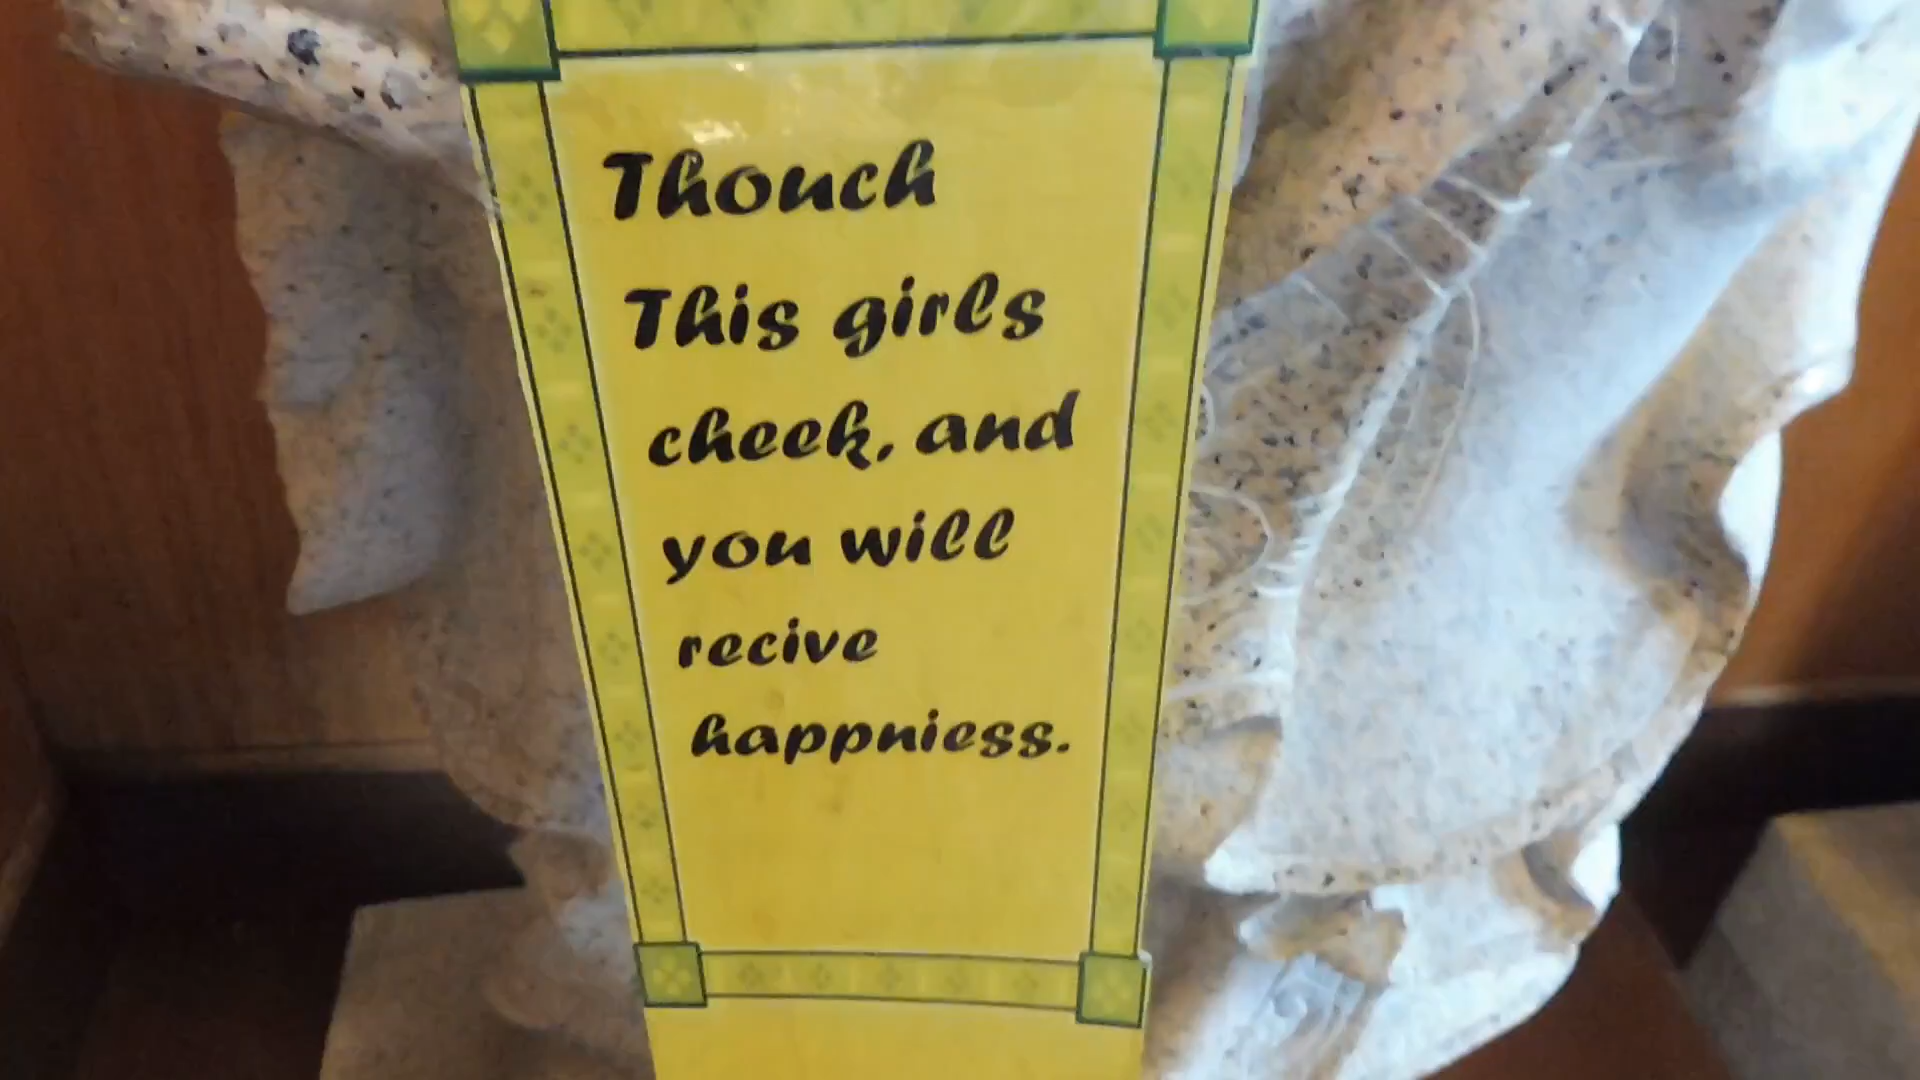 Thouch
This girls
cheek, and
you will
recive
happniess.